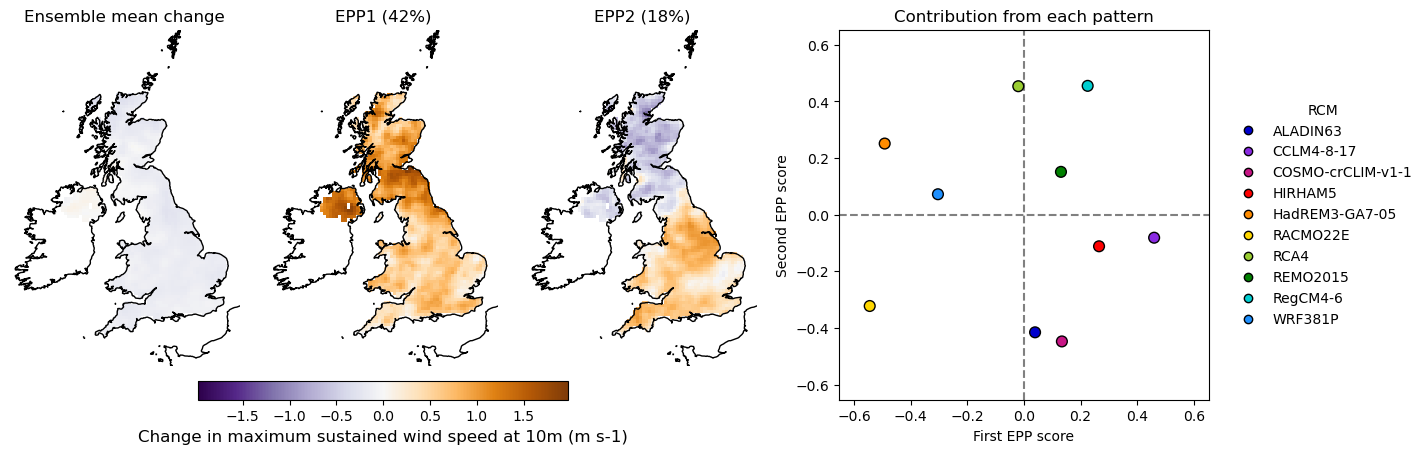 Ensemble mean change
EPP1 (42%)
EPP2 (18%)
Contribution from each pattern
0.6
0.4
0.2
0.0
−0.2
−0.4
−0.6
Second EPP score
−0.6
−0.4
−0.2
0.0
0.2
0.4
0.6
First EPP score
RCM
ALADIN63
CCLM4-8-17
COSMO-crCLIM-v1-1
HIRHAM5
HadREM3-GA7-05
RACMO22E
RCA4
REMO2015
RegCM4-6
WRF381P
−1.5
−1.0
−0.5
0.0
0.5
1.0
1.5
Change in maximum sustained wind speed at 10m (m s-1)